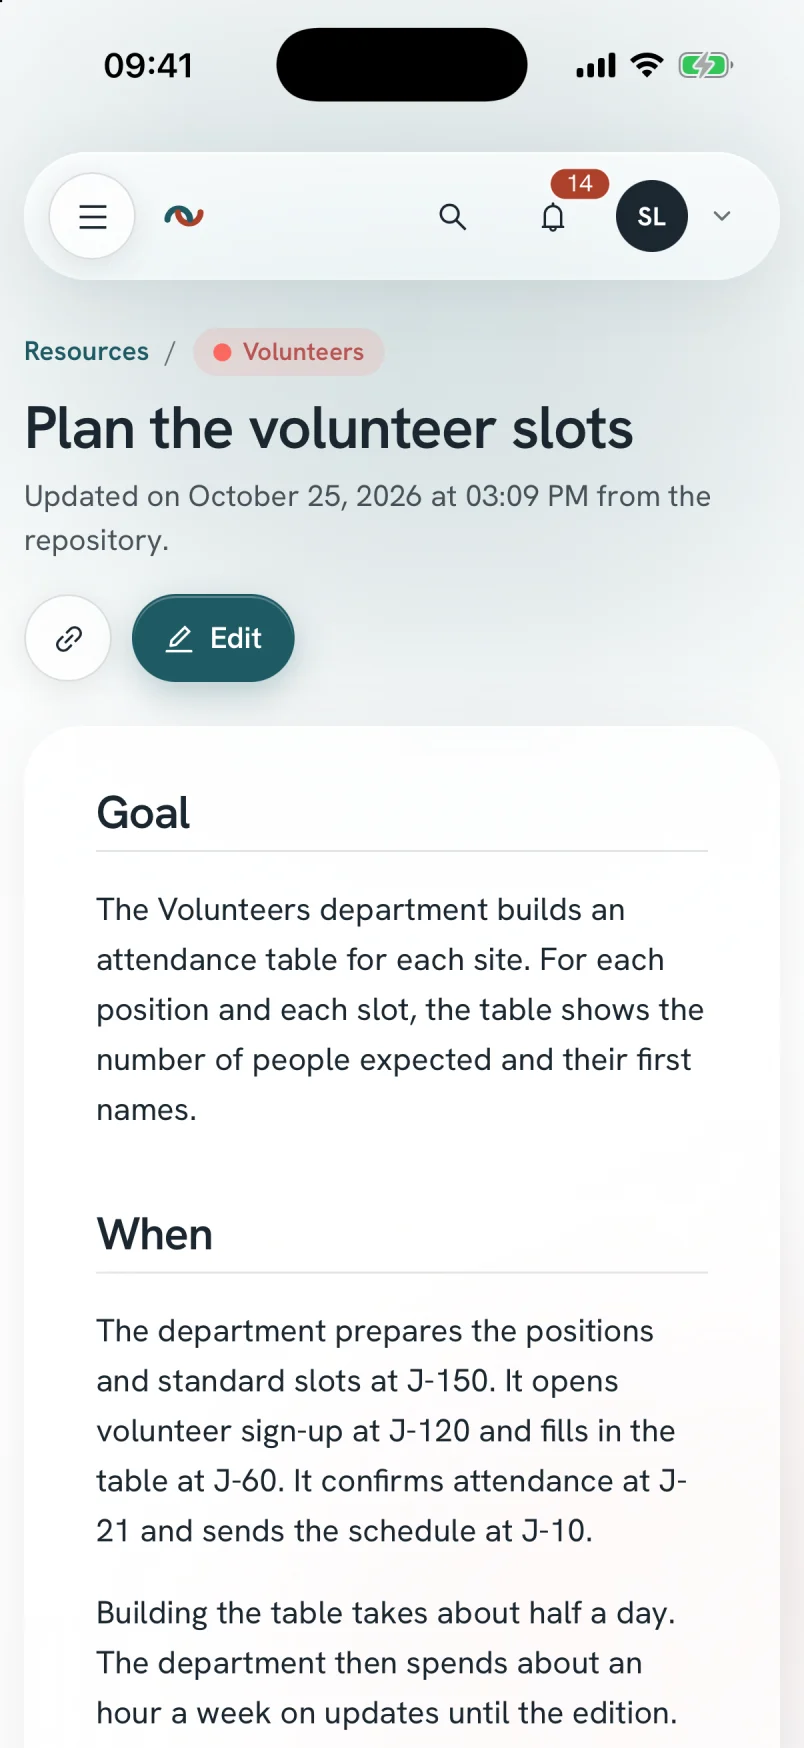 09:41
14
SL
Resources / Volunteers
Plan the volunteer slots
Updated on October 25, 2026 at 03:09 PM from the
repository.
Edit
Goal
The Volunteers department builds an
attendance table for each site. For each
position and each slot, the table shows the
number of people expected and their first
names.
When
The department prepares the positions
and standard slots at J-150. It opens
volunteer sign-up at J-120 and fills in the
table at J-60. It confirms attendance at J-
21 and sends the schedule at J-10.
Building the table takes about half a day.
The department then spends about an
hour a week on updates until the edition.